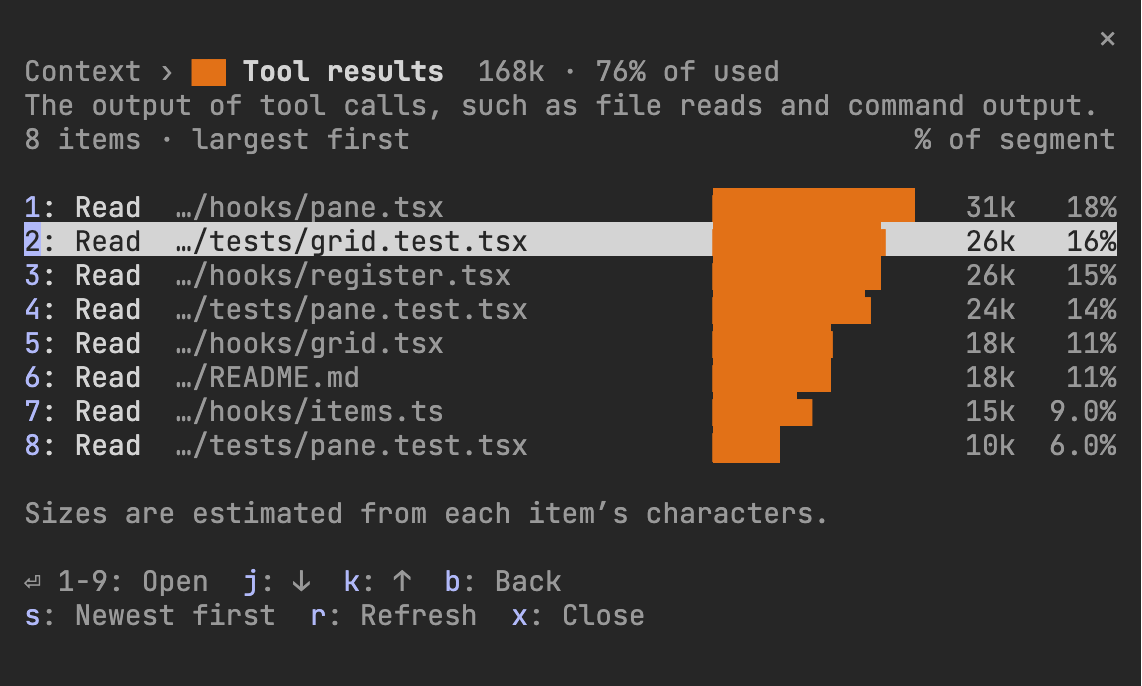 ×
Context › Tool results 168k · 76% of used
The output of tool calls, such as file reads and command output.
8 items · largest first % of segment
1: Read …/hooks/pane.tsx 31k 18%
2: Read …/tests/grid.test.tsx 26k 16%
3: Read …/hooks/register.tsx 26k 15%
4: Read …/tests/pane.test.tsx 24k 14%
5: Read …/hooks/grid.tsx 18k 11%
6: Read …/README.md 18k 11%
7: Read …/hooks/items.ts 15k 9.0%
8: Read …/tests/pane.test.tsx 10k 6.0%
Sizes are estimated from each item’s characters.
⏎ 1-9: Open j: ↓ k: ↑ b: Back
s: Newest first r: Refresh x: Close